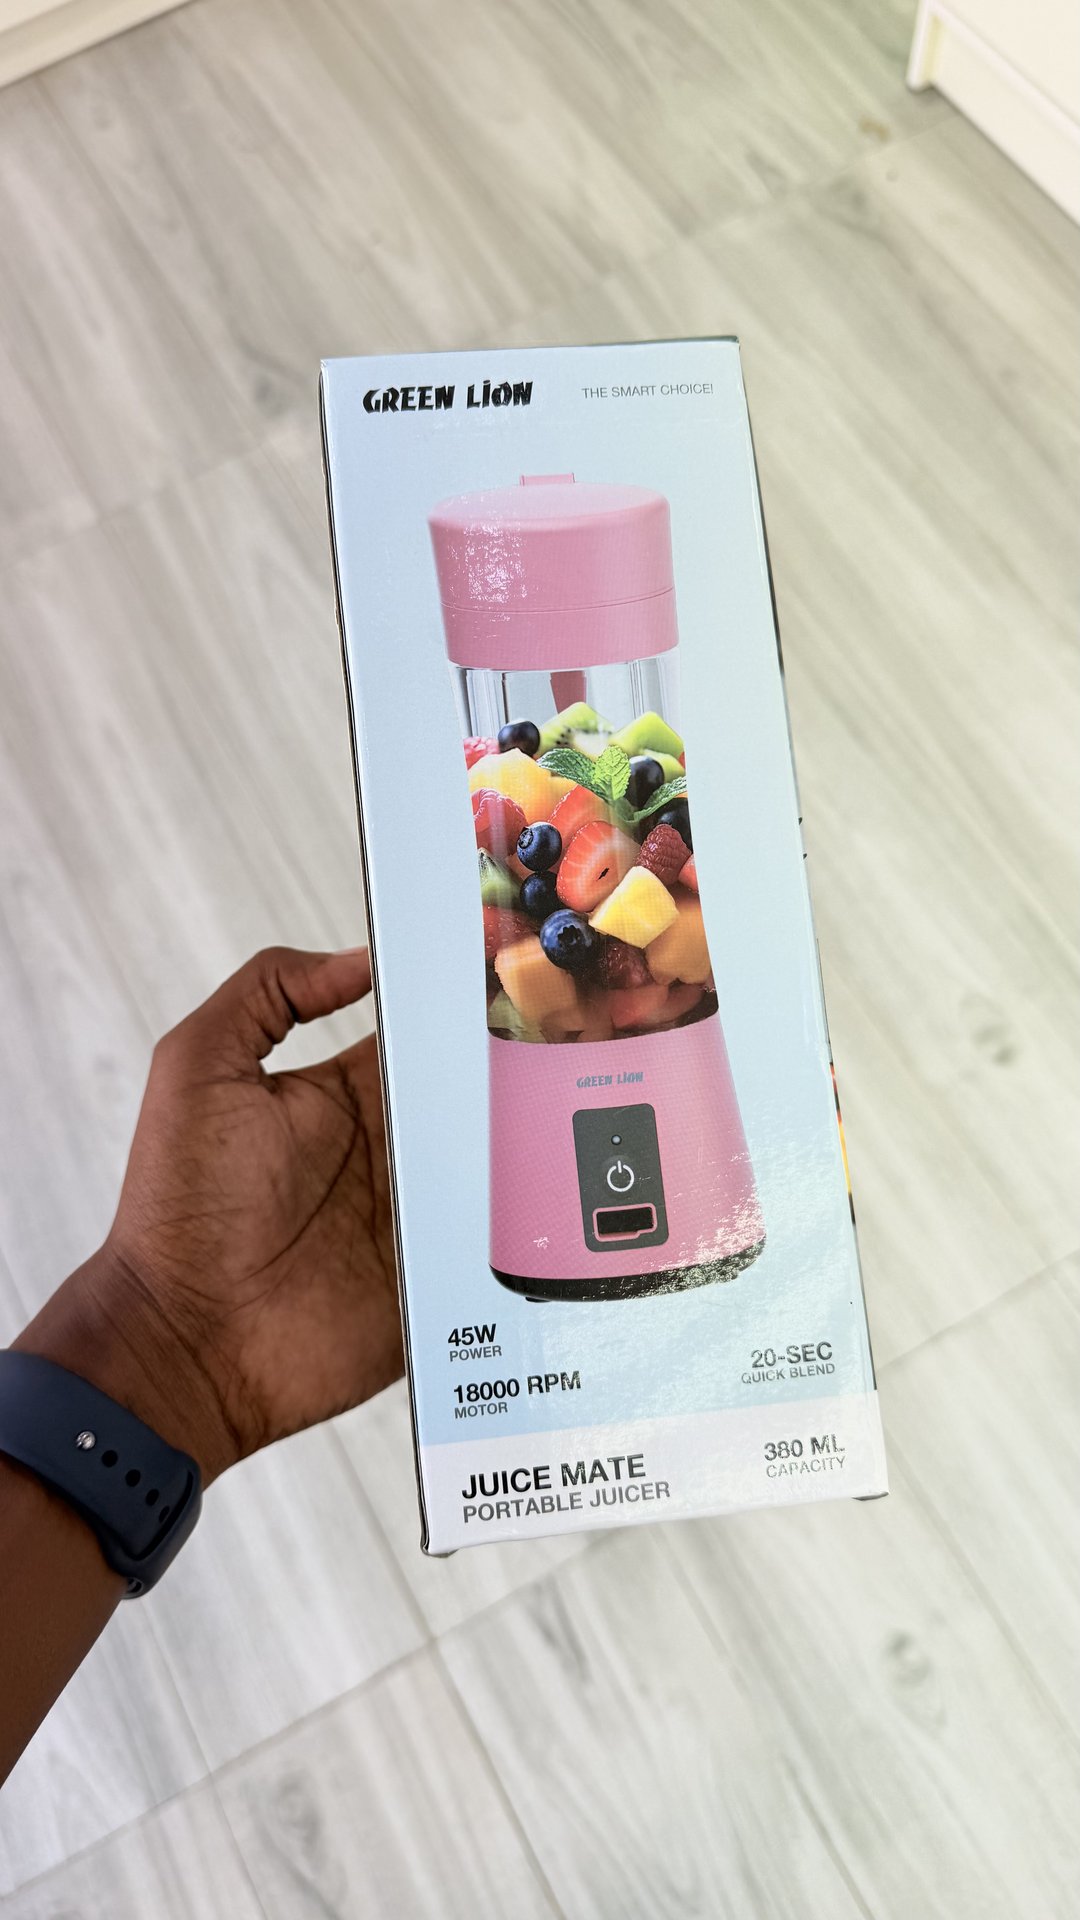 GREEN LION
THE SMART CHOICE!
GREEN LION
45W
POWER
18000 RPM
MOTOR
20-SEC
QUICK BLEND
JUICE MATE
PORTABLE JUICER
380 ML
CAPACITY